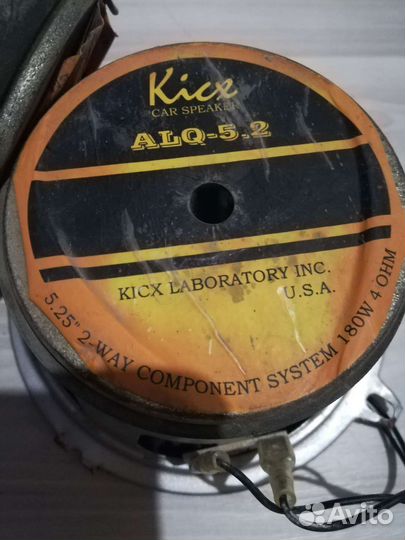 Kicx
CAR SPEAKER
ALQ-5.2
KICX LABORATORY INC.
U.S.A.
5.25" 2-WAY COMPONENT SYSTEM 180W 4 OHM
Avito